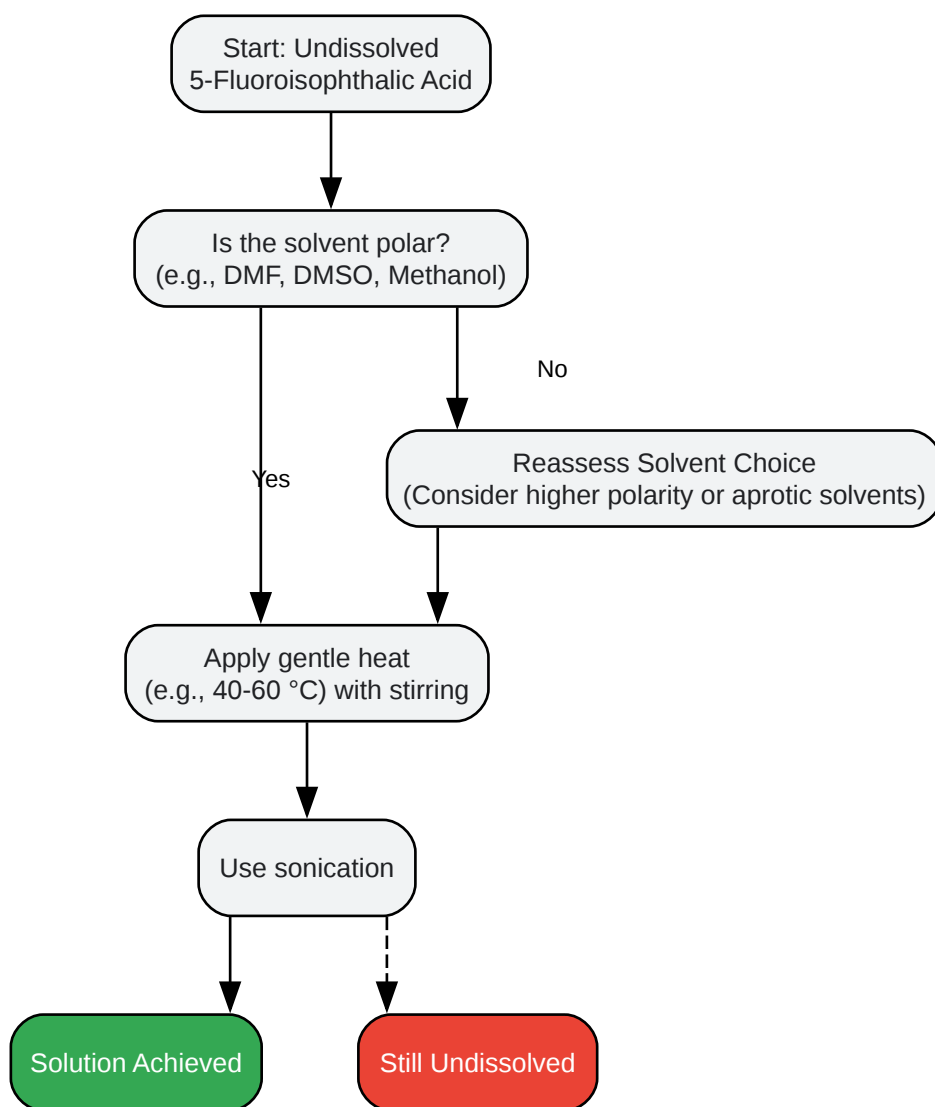 Start: Undissolved
5-Fluoroisophthalic Acid
Is the solvent polar?
(e.g., DMF, DMSO, Methanol)
No
Reassess Solvent Choice
(Consider higher polarity or aprotic solvents)
Yes
Apply gentle heat
(e.g., 40-60 °C) with stirring
Use sonication
Solution Achieved
Still Undissolved